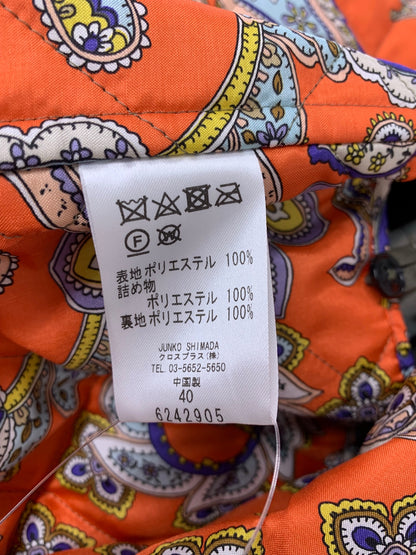 F
表地 ポリエステル 100%
詰め物
ポリエステル 100%
裏地 ポリエステル 100%
JUNKO SHIMADA
クロスプラス(株)
TEL. 03-5652-5650
中国製
40
6242905